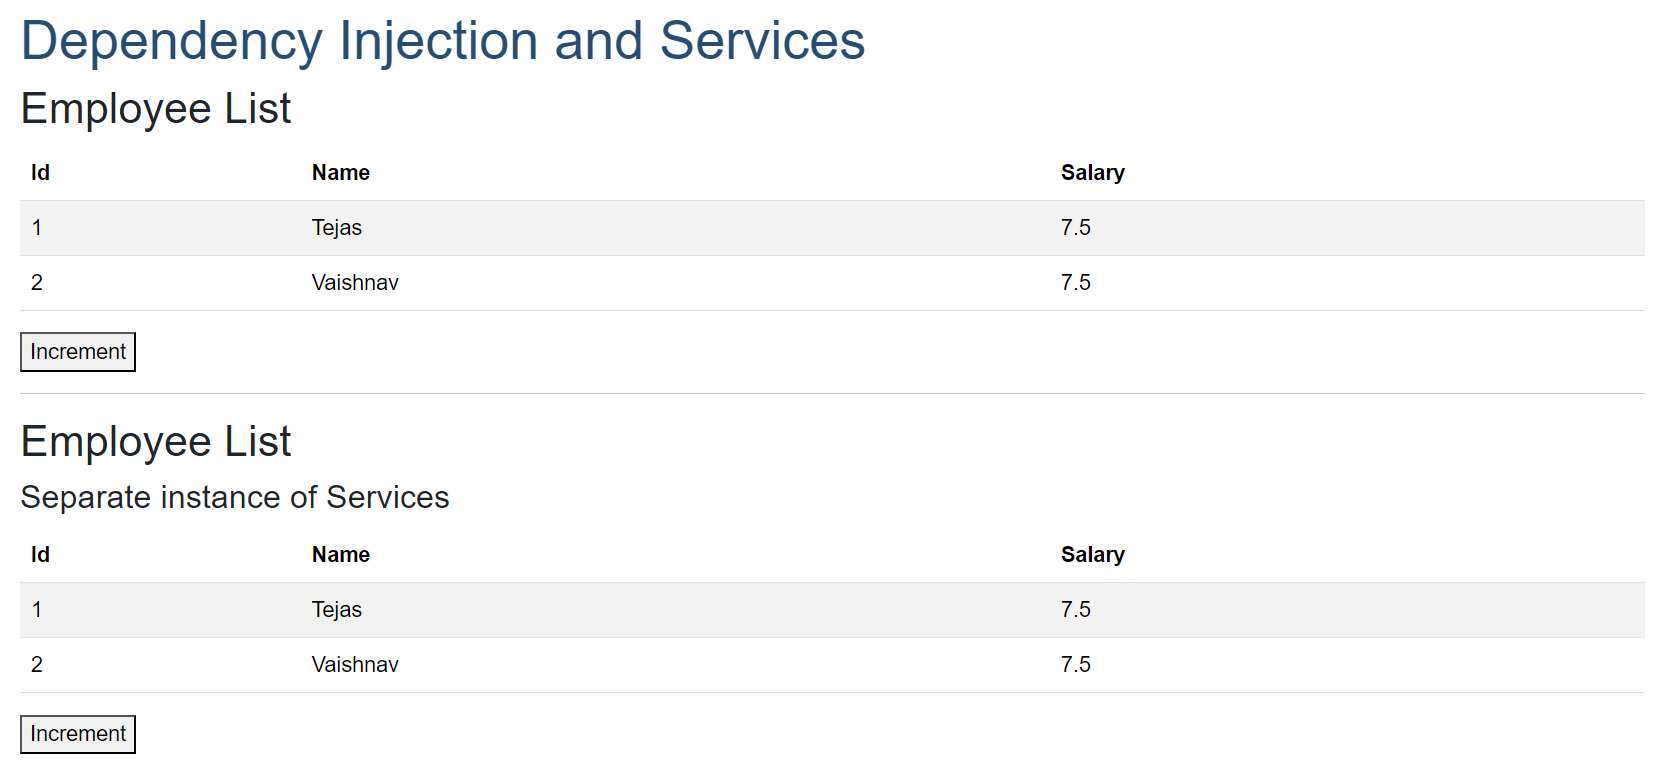 Dependency Injection and Services
Employee List
Id Name Salary
1 Tejas 7.5
2 Vaishnav 7.5
Increment
Employee List
Separate instance of Services
Id Name Salary
1 Tejas 7.5
2 Vaishnav 7.5
Increment